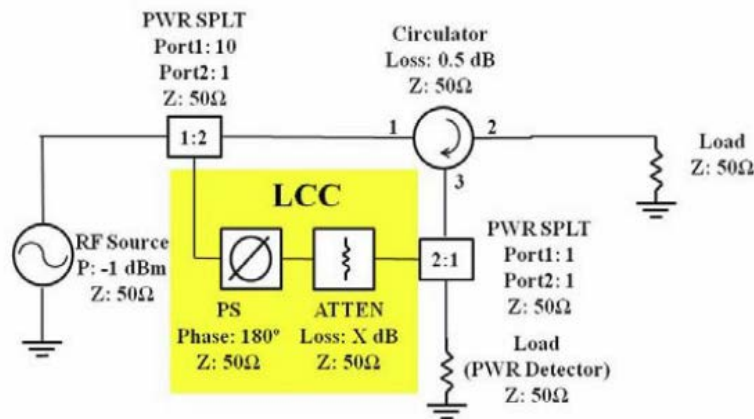 PWR SPLT
Port1: 10
Port2: 1
Z: 50Ω
Circulator
Loss: 0.5 dB
Z: 50Ω
1:2
1
2
3
Load
Z: 50Ω
LCC
RF Source
P: -1 dBm
Z: 50Ω
PS
Phase: 180°
Z: 50Ω
ATTEN
Loss: X dB
Z: 50Ω
2:1
PWR SPLT
Port1: 1
Port2: 1
Z: 50Ω
Load
(PWR Detector)
Z: 50Ω